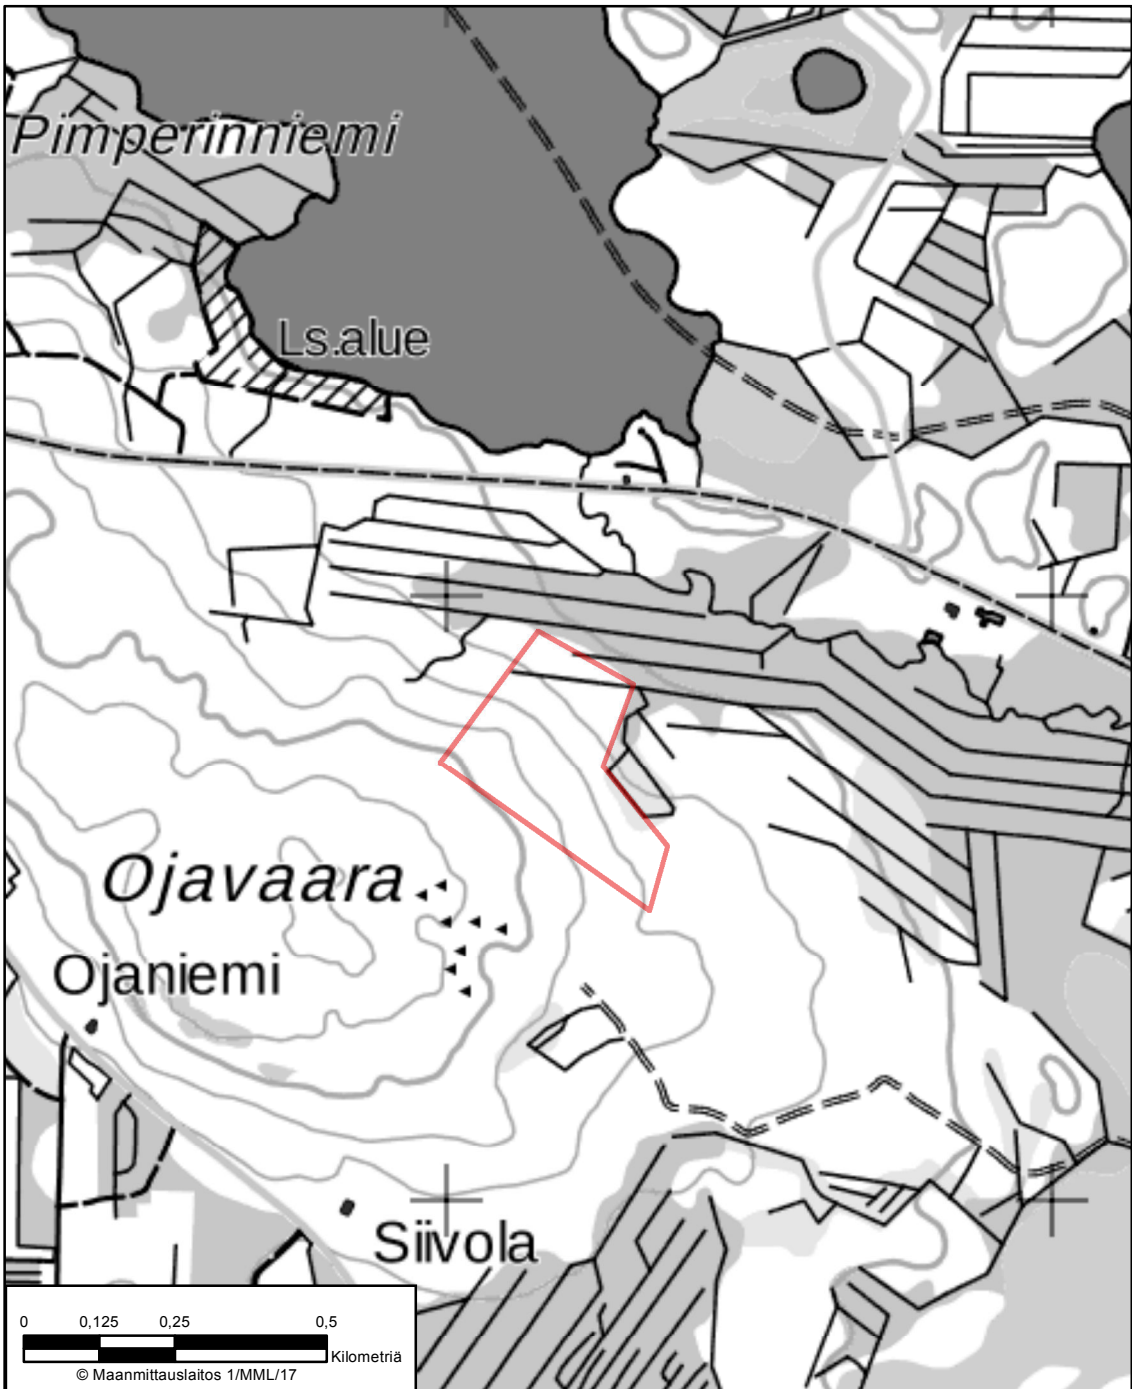 Pimperinniemi
Ls.alue
Ojavaara
Ojaniemi
Siivola
0 0,125 0,25 0,5
Kilometriä
© Maanmittauslaitos 1/MML/17